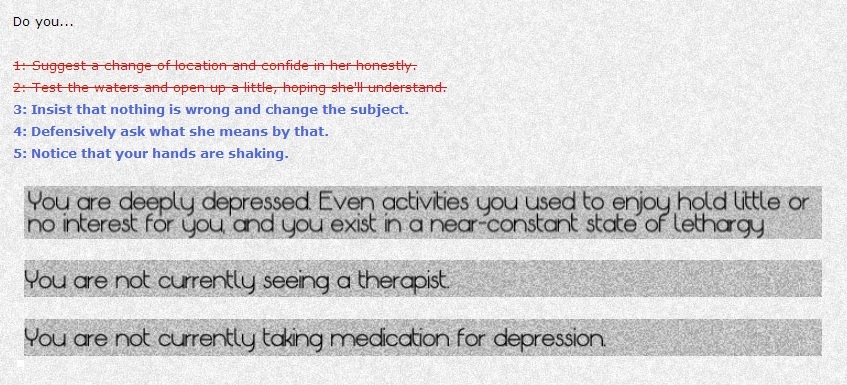 Do you...
1: Suggest a change of location and confide in her honestly.
2: Test the waters and open up a little, hoping she'll understand.
3: Insist that nothing is wrong and change the subject.
4: Defensively ask what she means by that.
5: Notice that your hands are shaking.
You are deeply depressed. Even activities you used to enjoy hold little or
no interest for you, and you exist in a near-constant state of lethargy
You are not currently seeing a therapist.
You are not currently taking medication for depression.